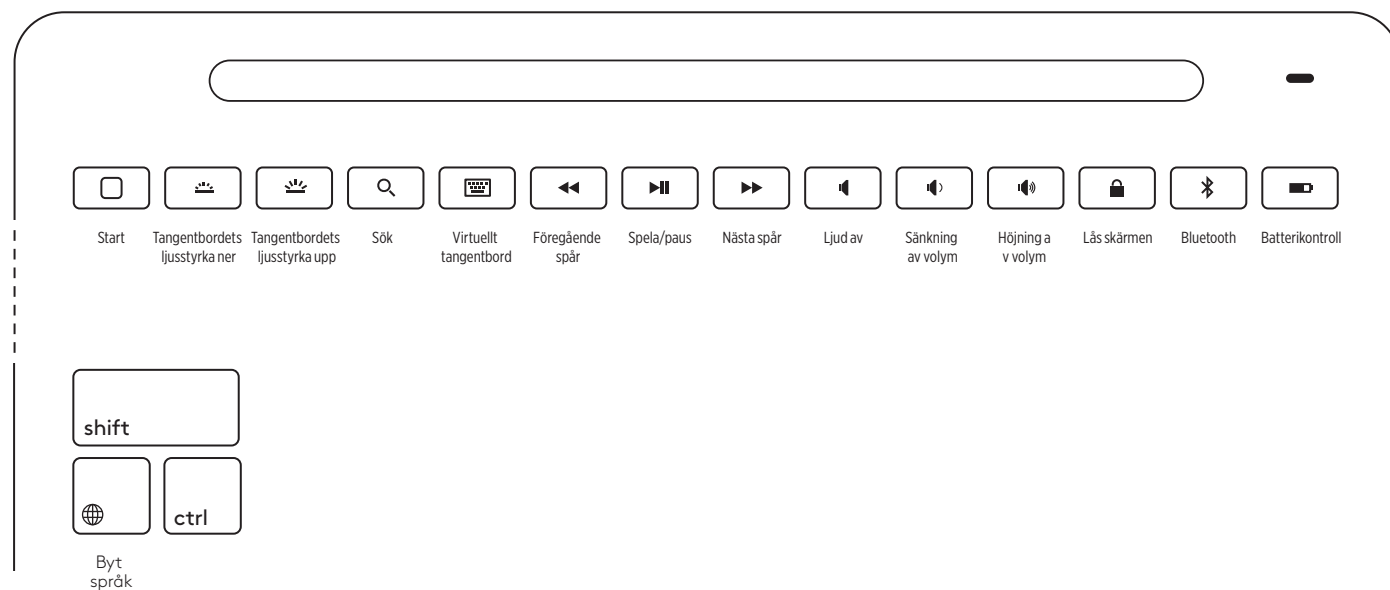 Start
Tangentbordets
ljusstyrka ner
Tangentbordets
ljusstyrka upp
Sök
Virtuellt
tangentbord
Föregående
spår
Spela/paus
Nästa spår
Ljud av
Sänkning
av volym
Höjning a
v volym
Lås skärmen
Bluetooth
Batterikontroll
shift
ctrl
Byt
språk